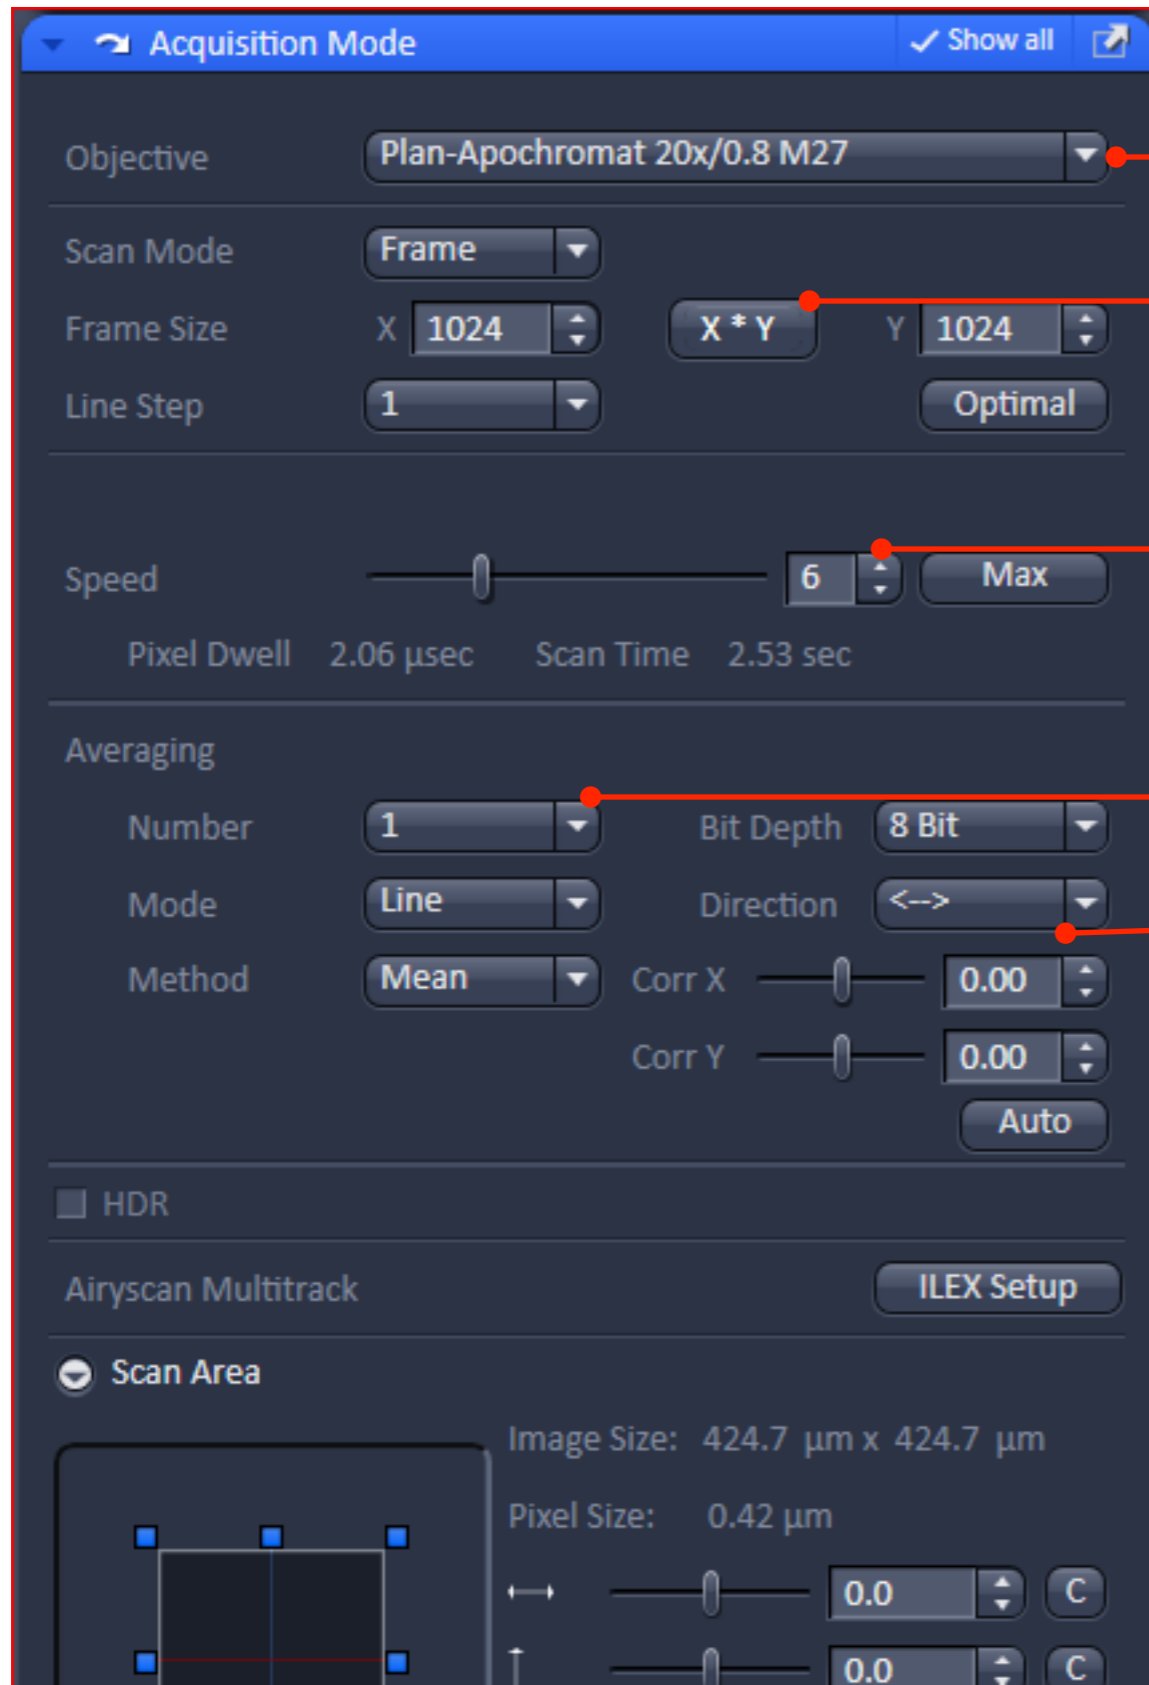 Acquisition Mode Show all
Objective Plan-Apochromat 20x/0.8 M27
Scan Mode Frame
Frame Size X 1024 X * Y Y 1024
Line Step 1 Optimal
Speed 6 Max
Pixel Dwell 2.06 µsec Scan Time 2.53 sec
Averaging
Number 1 Bit Depth 8 Bit
Mode Line Direction <-->
Method Mean Corr X 0.00
Corr Y 0.00
Auto
HDR
Airyscan Multitrack ILEX Setup
Scan Area
Image Size: 424.7 µm x 424.7 µm
Pixel Size: 0.42 µm
0.0 C
0.0 C